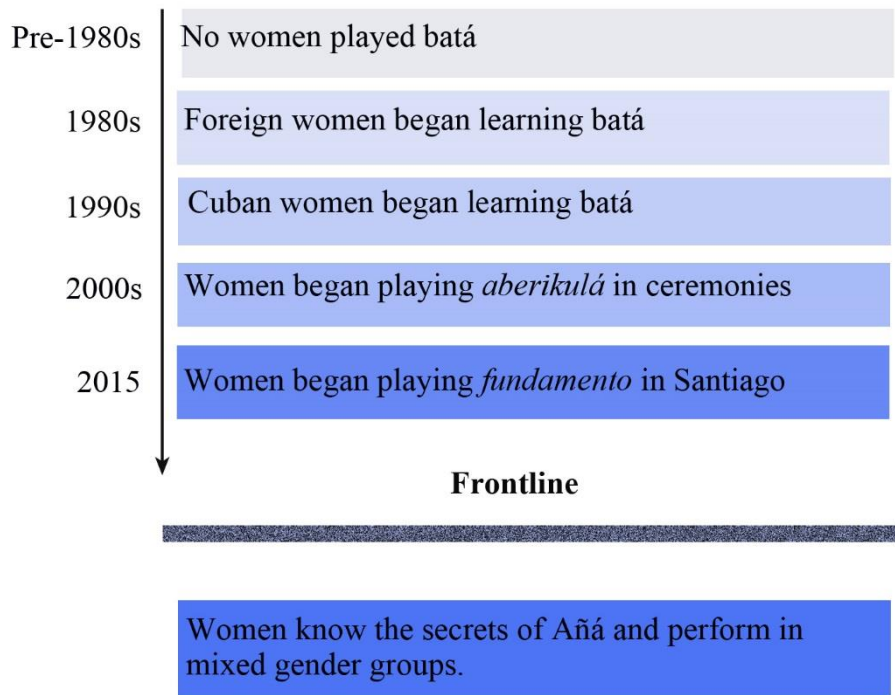 Pre-1980s No women played batá
1980s Foreign women began learning batá
1990s Cuban women began learning batá
2000s Women began playing aberikulá in ceremonies
2015 Women began playing fundamento in Santiago
Frontline
Women know the secrets of Añá and perform in
mixed gender groups.